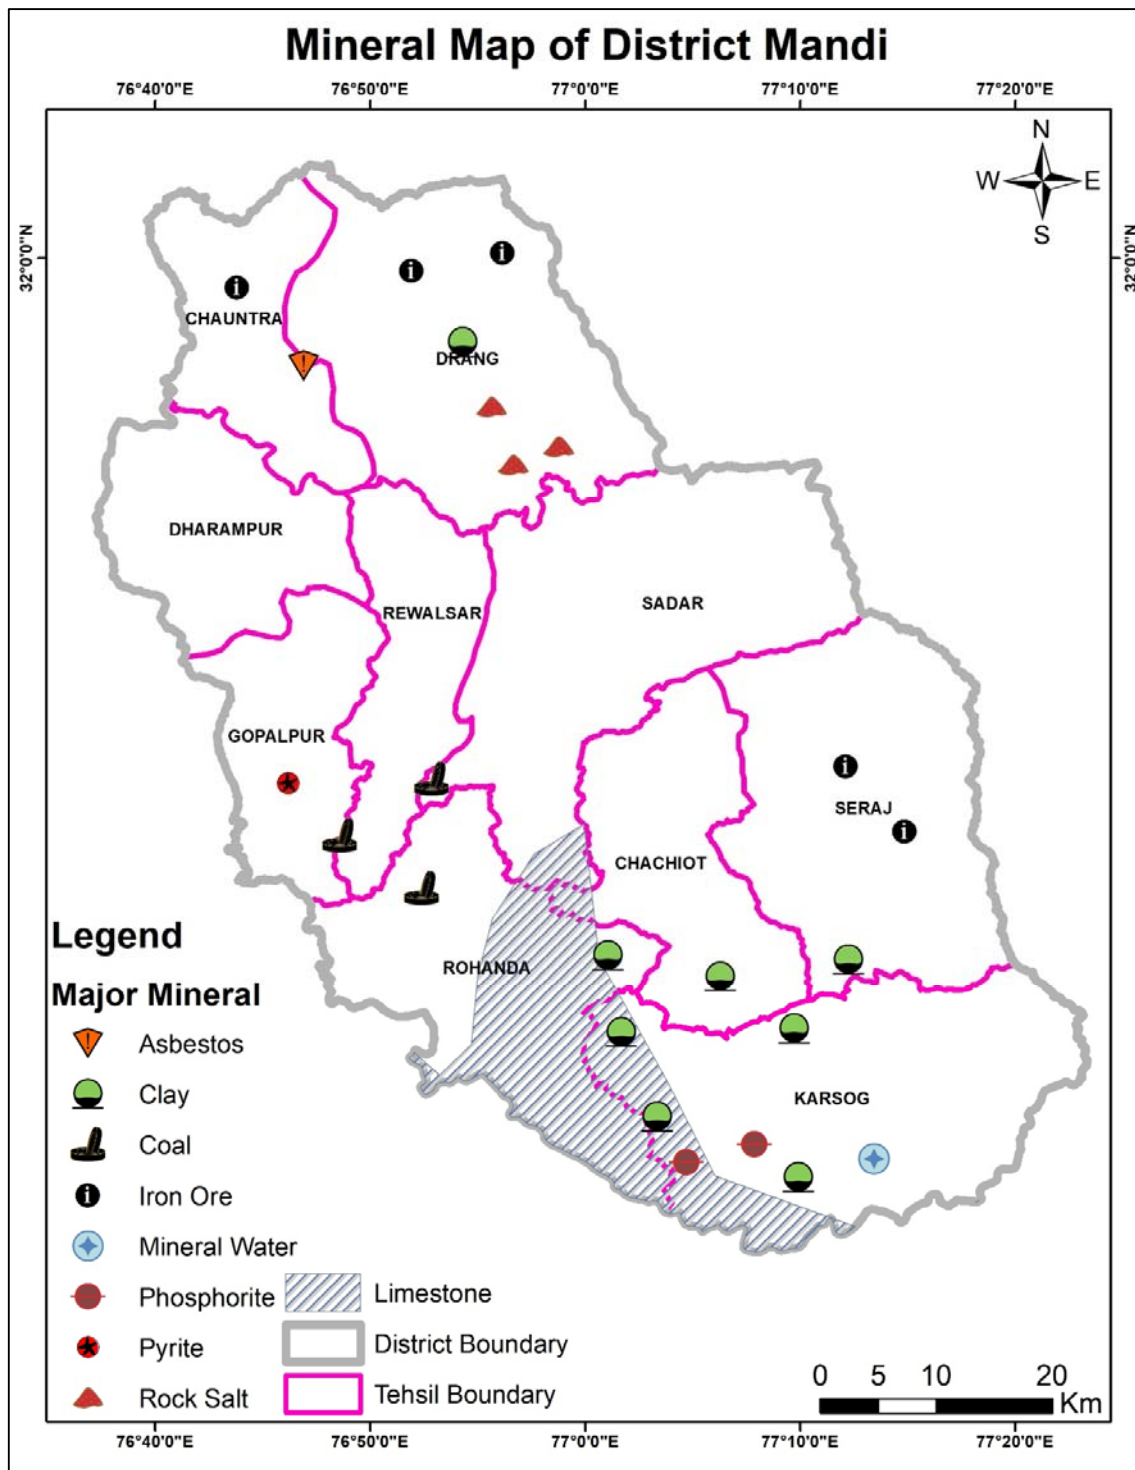 Mineral Map of District Mandi
76°40'0"E 76°50'0"E 77°0'0"E 77°10'0"E 77°20'0"E
N
W E
S
32°0'0"N 32°0'0"N
CHAUNTRA
DRANG
DHARAMPUR
REWALSAR
SADAR
GOPALPUR
SERAJ
CHACHIOT
ROHANDA
KARSOG
Legend
Major Mineral
Asbestos
Clay
Coal
Iron Ore
Mineral Water
Phosphorite
Pyrite
Rock Salt
Limestone
District Boundary
Tehsil Boundary
0 5 10 20
Km
76°40'0"E 76°50'0"E 77°0'0"E 77°10'0"E 77°20'0"E